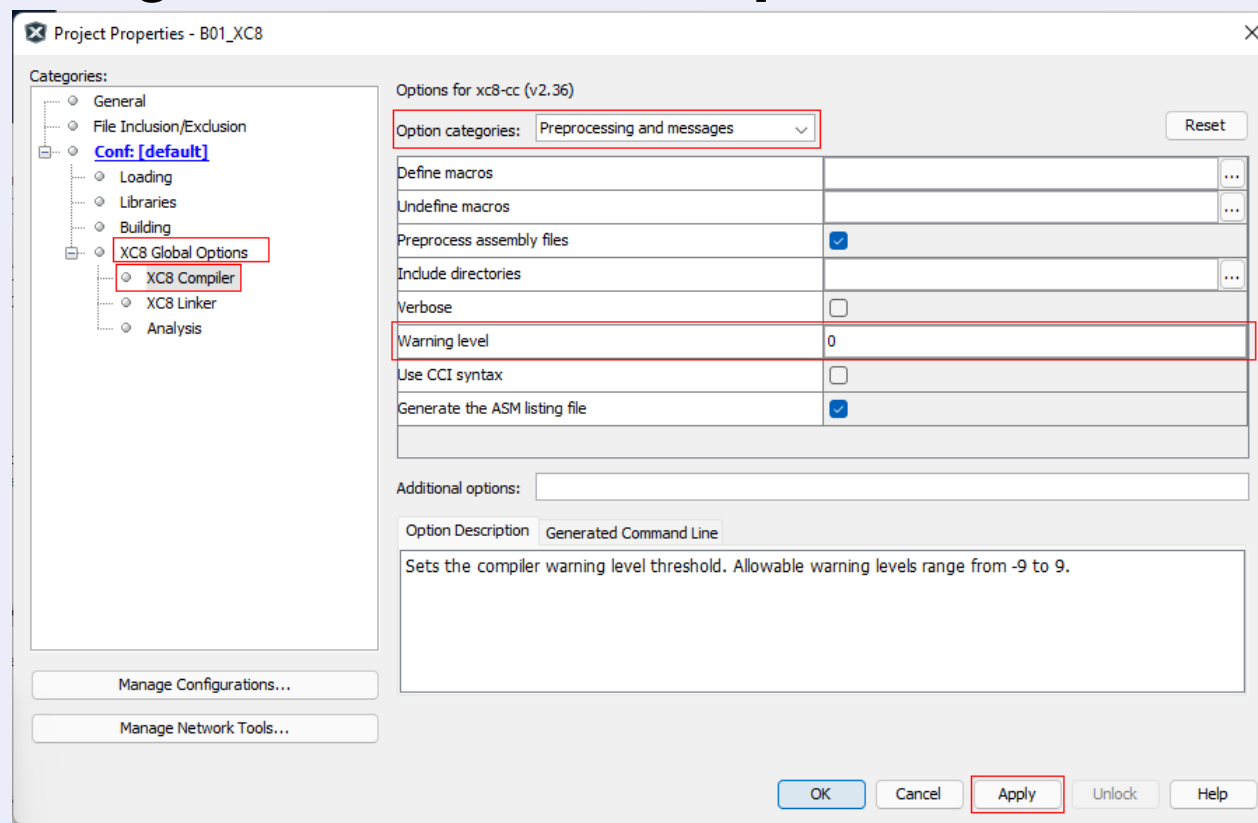 Project Properties - B01_XC8
Categories:
General
File Inclusion/Exclusion
Conf: [default]
Loading
Libraries
Building
XC8 Global Options
XC8 Compiler
XC8 Linker
Analysis
Manage Configurations...
Manage Network Tools...
Options for xc8-cc (v2.36)
Option categories: Preprocessing and messages
Reset
Define macros ...
Undefine macros ...
Preprocess assembly files
Include directories ...
Verbose
Warning level 0
Use CCI syntax
Generate the ASM listing file
Additional options:
Option Description Generated Command Line
Sets the compiler warning level threshold. Allowable warning levels range from -9 to 9.
OK Cancel Apply Unlock Help